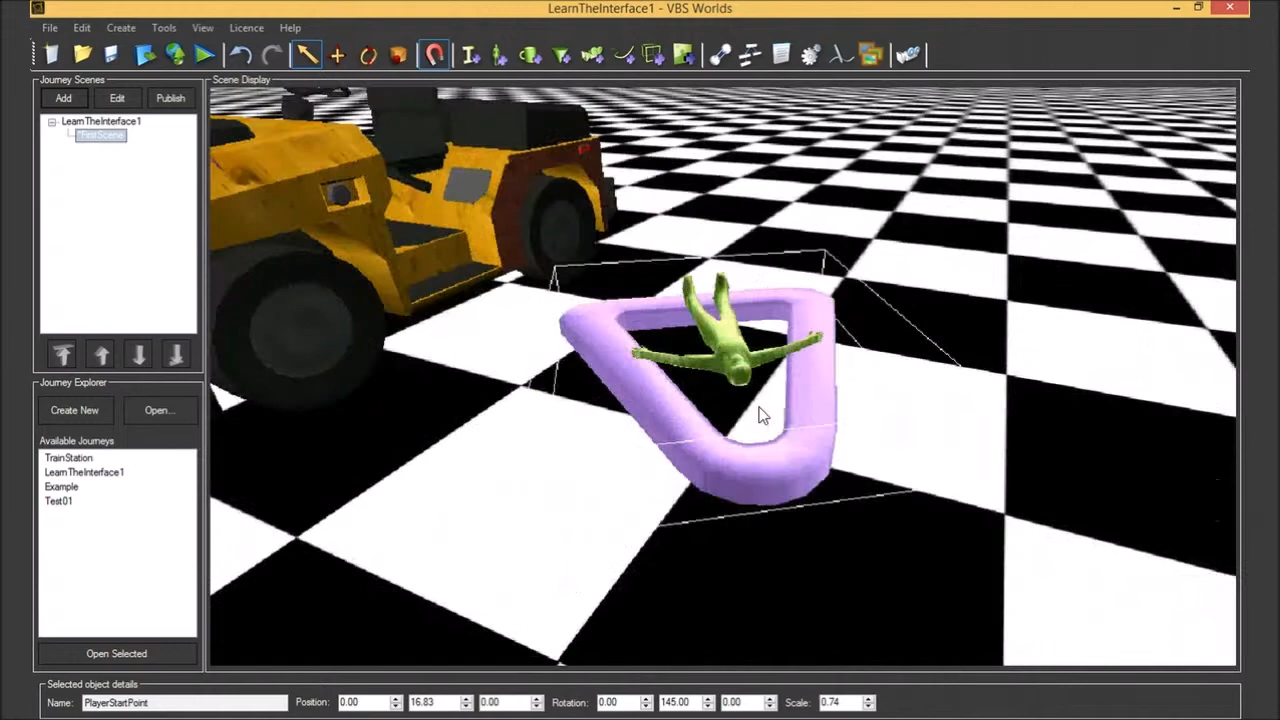 LearnTheInterface1 - VBS Worlds
File Edit Create Tools View Licence Help
Journey Scenes
Scene Display
Add Edit Publish
LearnTheInterface1
*FirstScene
Journey Explorer
Create New Open...
Available Journeys
TrainStation
LearnTheInterface1
Example
Test01
Open Selected
Selected object details
Name: PlayerStartPoint Position: 0.00 16.83 0.00 Rotation: 0.00 145.00 0.00 Scale: 0.74